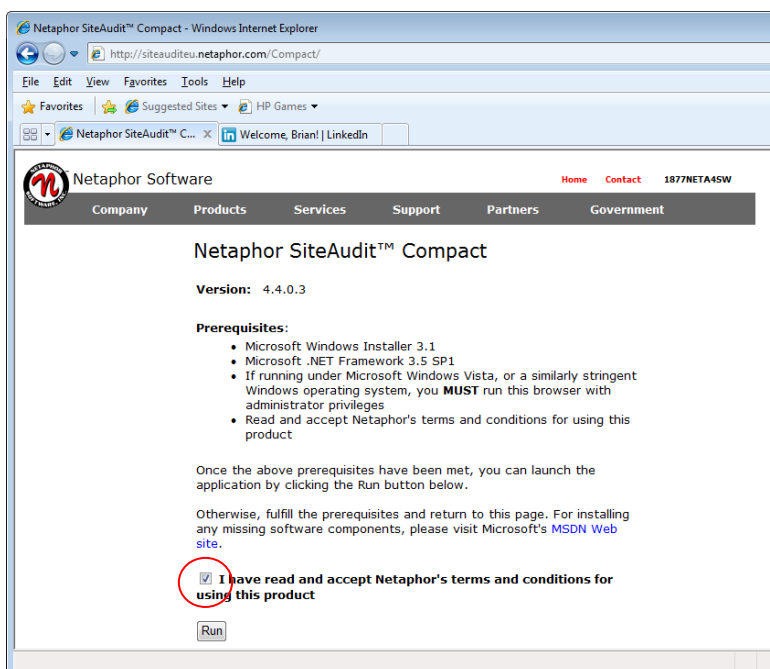 Netaphor SiteAudit™ Compact - Windows Internet Explorer
http://siteauditeu.netaphor.com/Compact/
File Edit View Favorites Tools Help
Favorites Suggested Sites HP Games
Netaphor SiteAudit™ C... X in Welcome, Brian! | LinkedIn
NETAPHOR
SOFTWARE, INC.
Netaphor Software
Home Contact 1877NETA4SW
Company Products Services Support Partners Government
Netaphor SiteAudit™ Compact
Version: 4.4.0.3
Prerequisites:
• Microsoft Windows Installer 3.1
• Microsoft .NET Framework 3.5 SP1
• If running under Microsoft Windows Vista, or a similarly stringent
Windows operating system, you MUST run this browser with
administrator privileges
• Read and accept Netaphor's terms and conditions for using this
product
Once the above prerequisites have been met, you can launch the
application by clicking the Run button below.
Otherwise, fulfill the prerequisites and return to this page. For installing
any missing software components, please visit Microsoft's MSDN Web
site.
I have read and accept Netaphor's terms and conditions for
using this product
Run